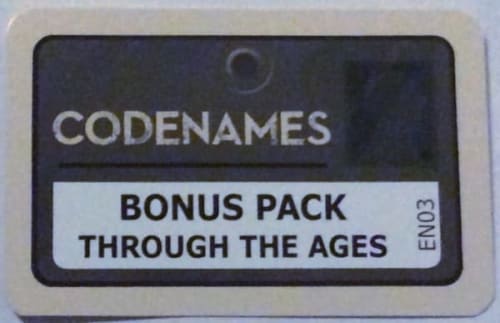 CODENAMES
BONUS PACK
THROUGH THE AGES
EN03